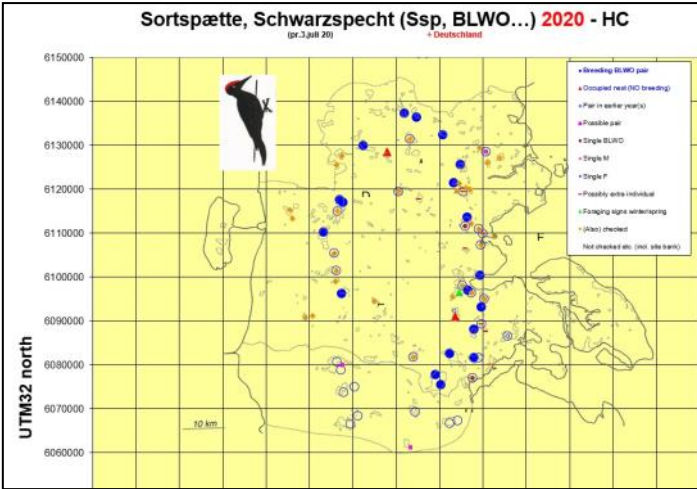 Sortspætte, Schwarzspecht (Ssp, BLWO...) 2020 - HC
(pr.3.juli 20)
+ Deutschland
UTM32 north
6150000
6140000
6130000
6120000
6110000
6100000
6090000
6080000
6070000
6060000
Breeding BLWO pair
Occupied nest (NO breeding)
Pair in earlier year(s)
Possible pair
Single BLWO
Single M
Single F
Possibly extra individual
Foraging signs winter/spring
(Also) checked
Not checked etc. (incl. site bank)
10 km